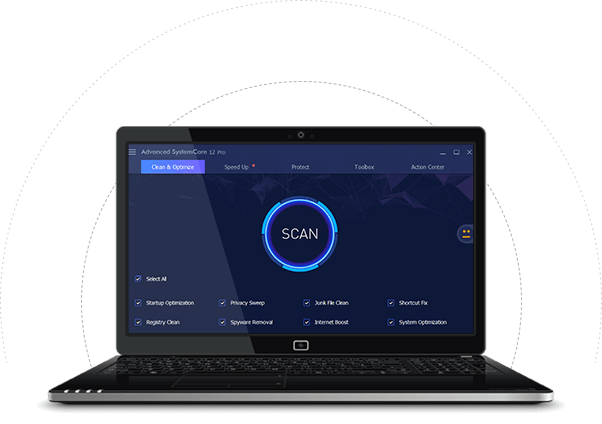 Advanced SystemCare 12 Pro
Clean & Optimize Speed Up Protect Toolbox Action Center
SCAN
Select All
Startup Optimization Privacy Sweep Junk File Clean Shortcut Fix
Registry Clean Spyware Removal Internet Boost System Optimization